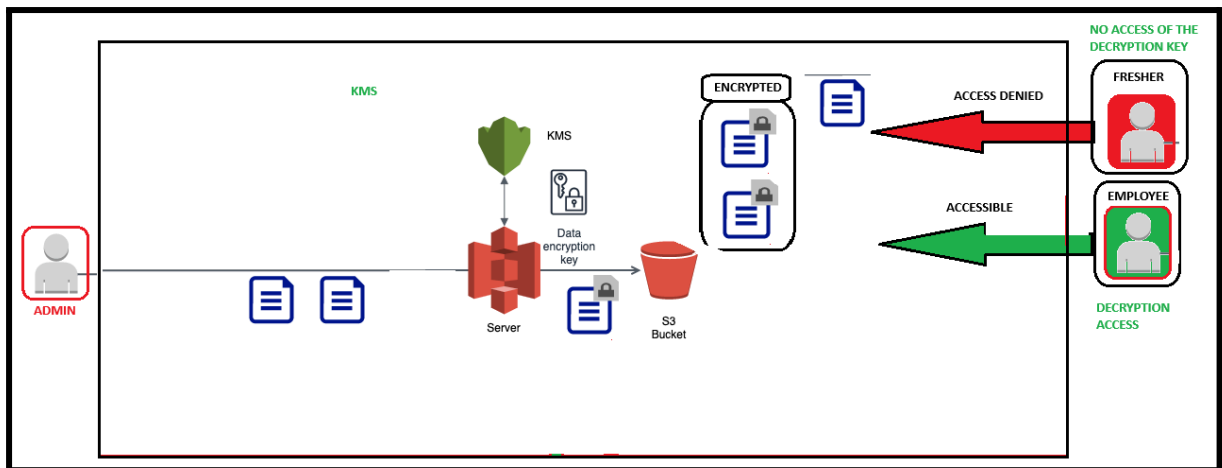 NO ACCESS OF THE
DECRYPTION KEY
FRESHER
ENCRYPTED
ACCESS DENIED
KMS
KMS
Data
encryption
key
EMPLOYEE
ACCESSIBLE
ADMIN
Server
S3
Bucket
DECRYPTION
ACCESS